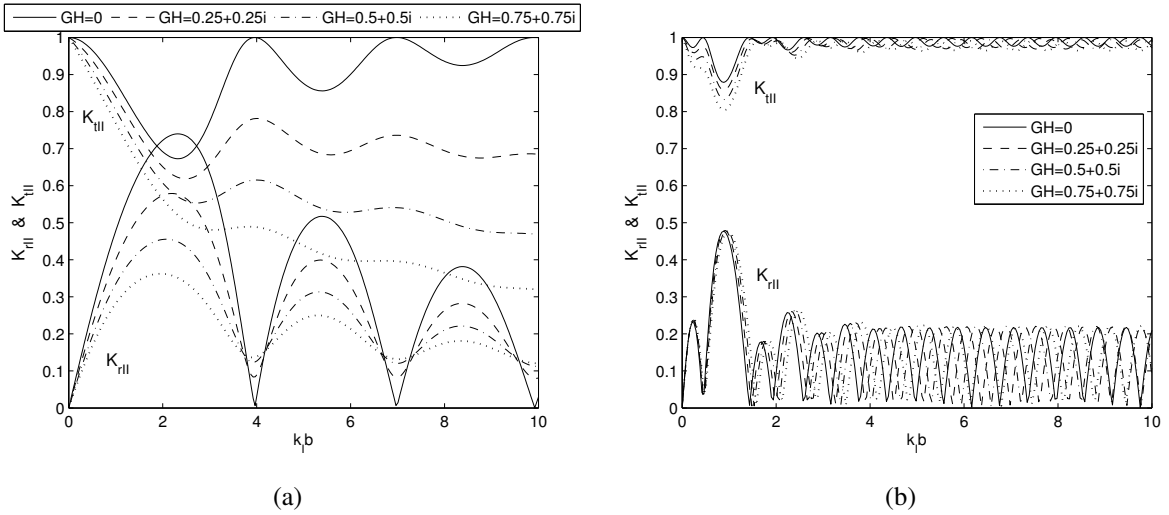 GH=0 GH=0.25+0.25i GH=0.5+0.5i GH=0.75+0.75i
1
0.9
0.8
0.7
0.6
0.5
0.4
0.3
0.2
0.1
0
0 2 4 6 8 10
K_rII & K_tII
K_tII
K_rII
k_lb
(a)
1
0.9
0.8
0.7
0.6
0.5
0.4
0.3
0.2
0.1
0
0 2 4 6 8 10
K_rII & K_tII
K_tII
GH=0
GH=0.25+0.25i
GH=0.5+0.5i
GH=0.75+0.75i
K_rII
k_lb
(b)